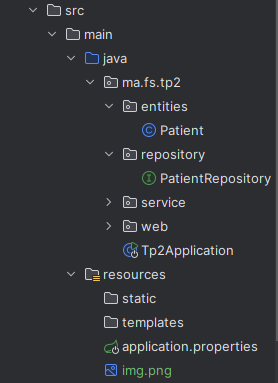 src
main
java
ma.fs.tp2
entities
Patient
repository
PatientRepository
service
web
Tp2Application
resources
static
templates
application.properties
img.png